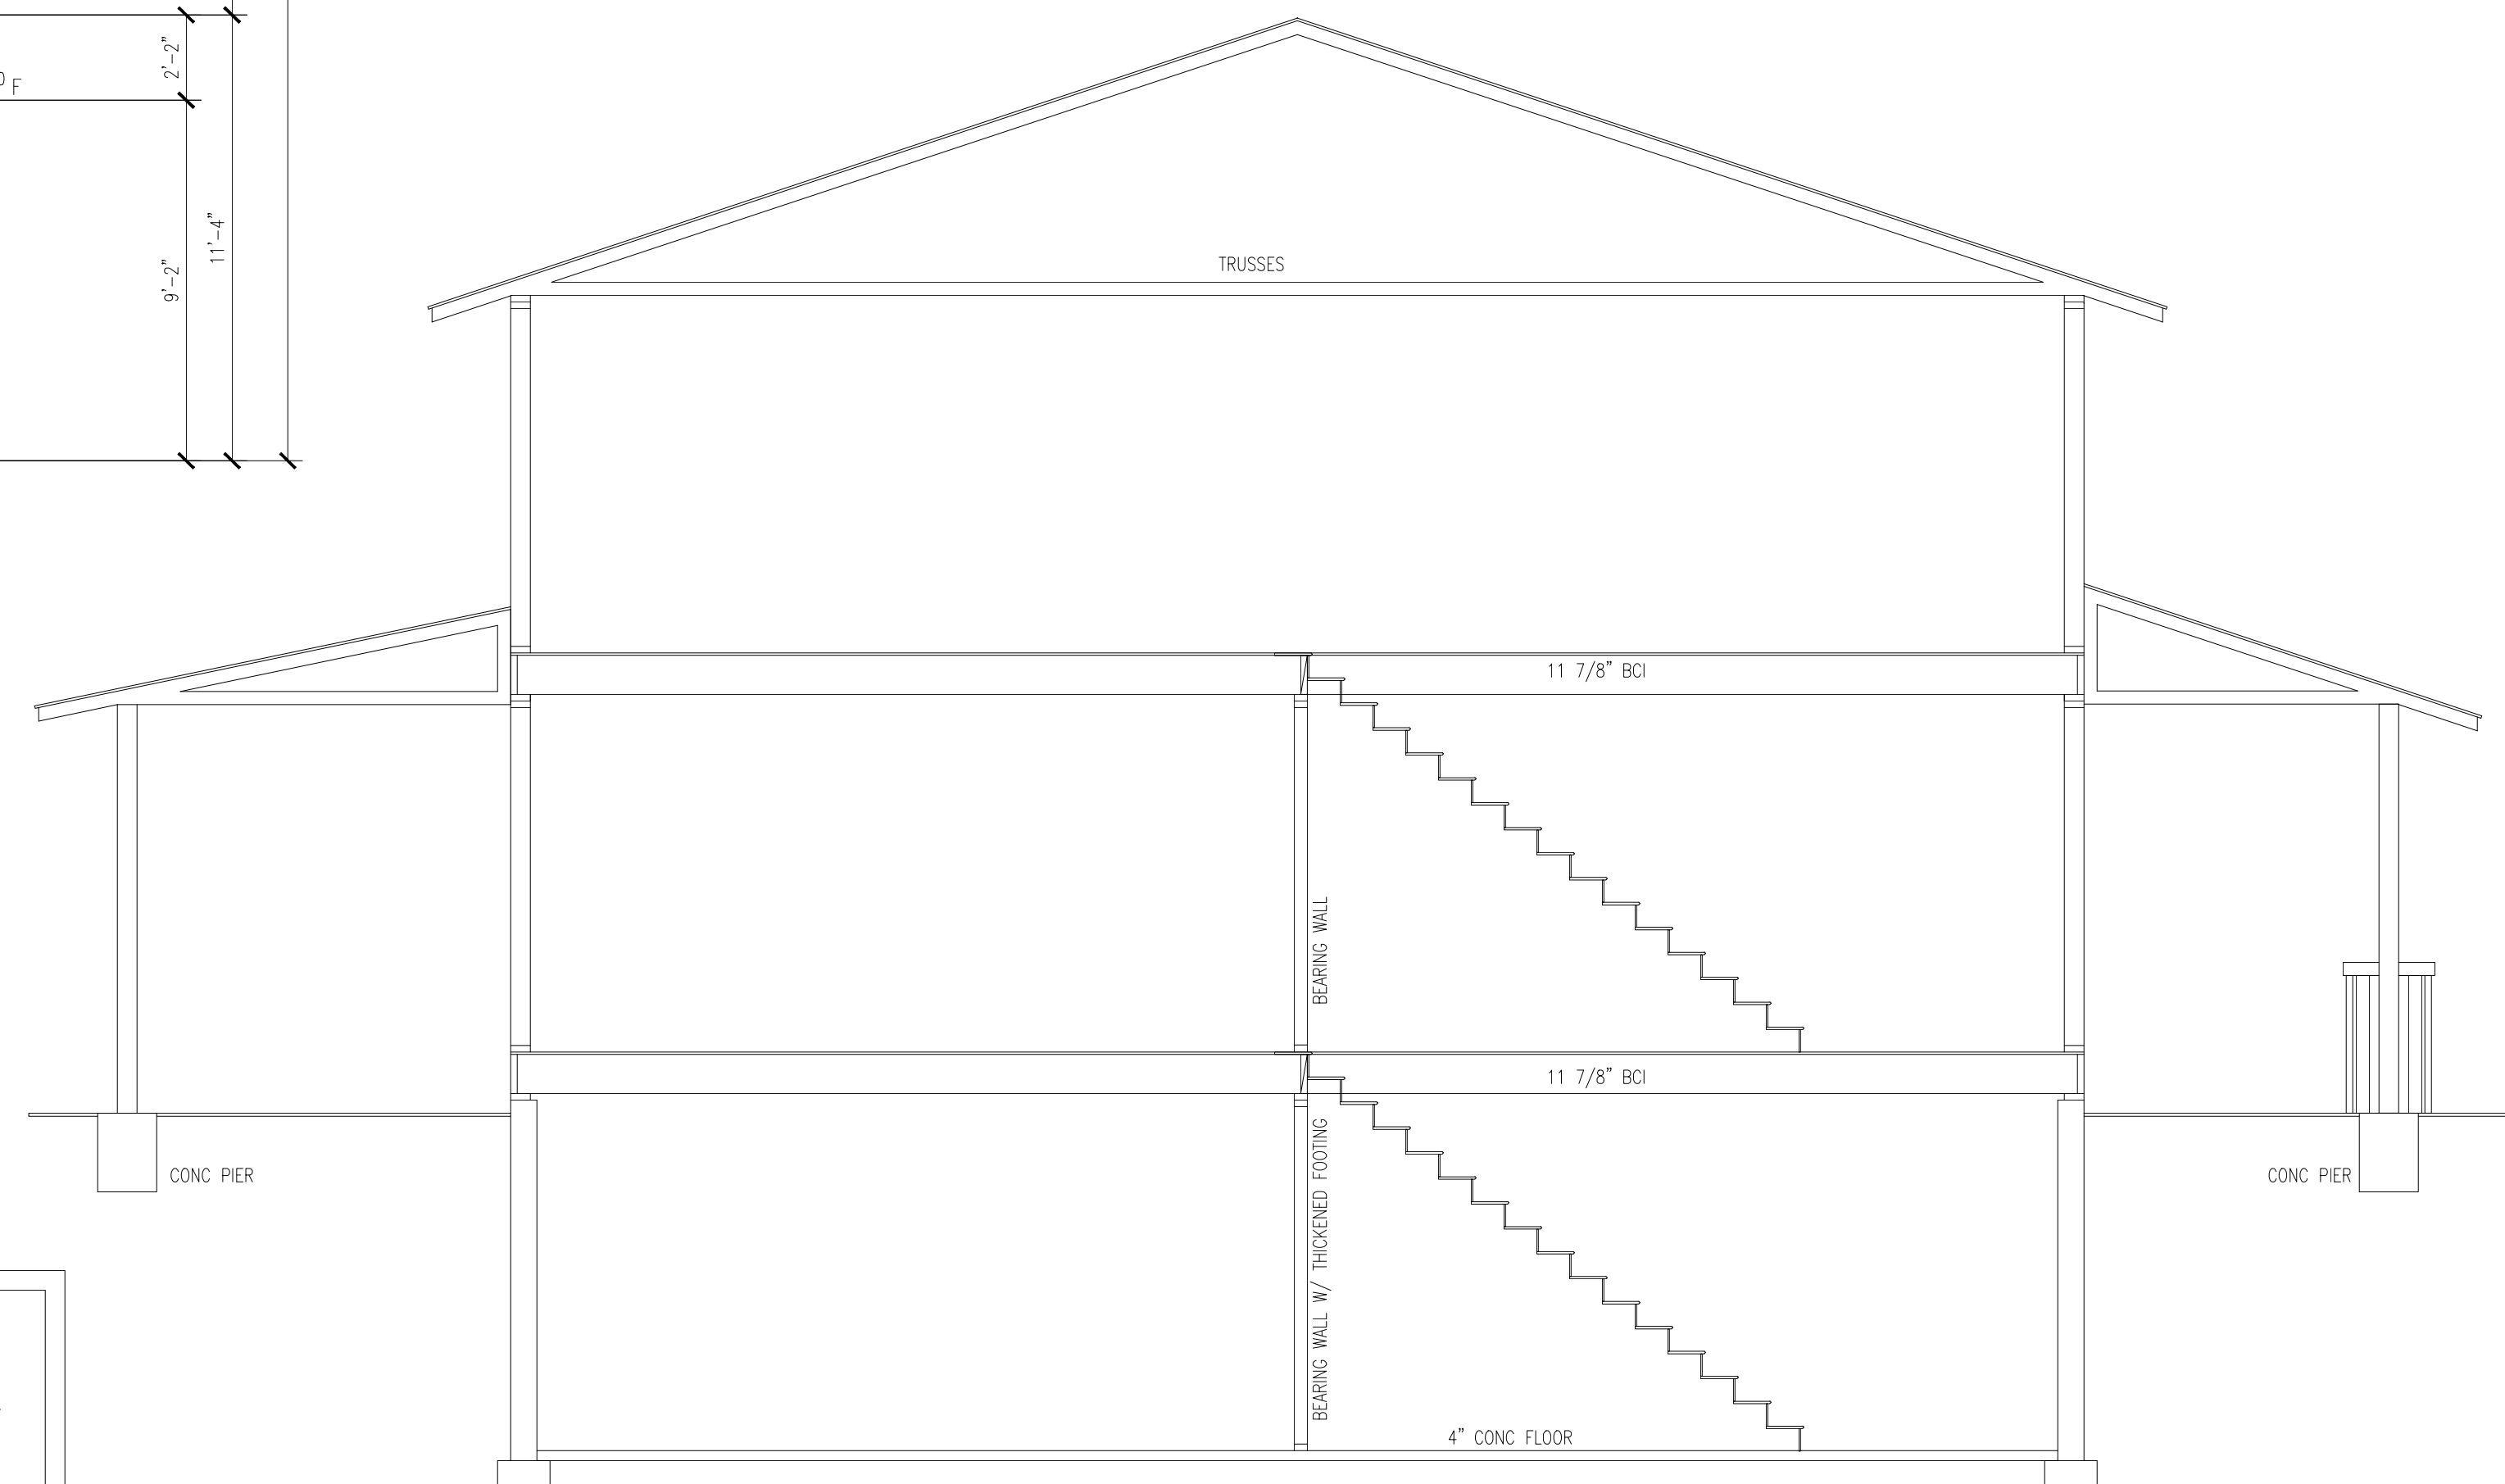 2'-2"
F
9'-2"
11'-4"
TRUSSES
11 7/8" BCI
BEARING WALL
11 7/8" BCI
BEARING WALL W/ THICKENED FOOTING
CONC PIER
CONC PIER
4" CONC FLOOR